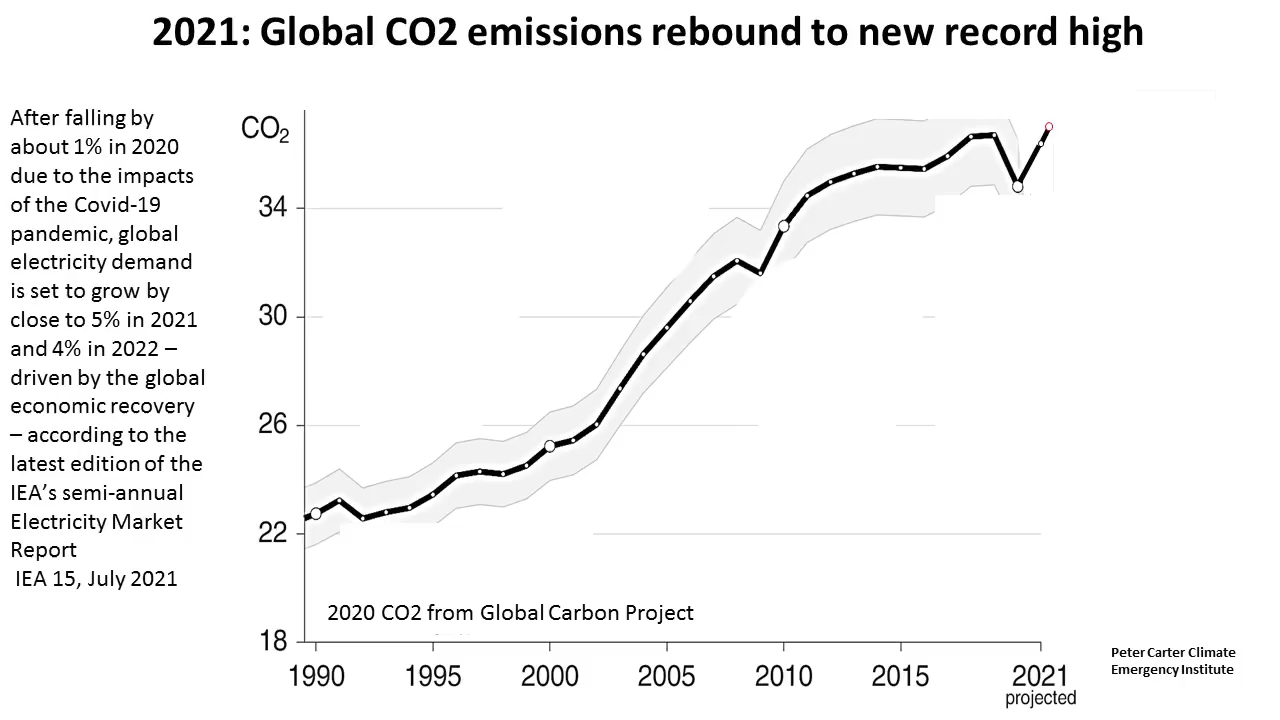 2021: Global CO2 emissions rebound to new record high
After falling by
about 1% in 2020
due to the impacts
of the Covid-19
pandemic, global
electricity demand
is set to grow by
close to 5% in 2021
and 4% in 2022 –
driven by the global
economic recovery
– according to the
latest edition of the
IEA’s semi-annual
Electricity Market
Report
IEA 15, July 2021
CO₂
34
30
26
22
18
2020 CO2 from Global Carbon Project
1990 1995 2000 2005 2010 2015 2021
projected
Peter Carter Climate
Emergency Institute